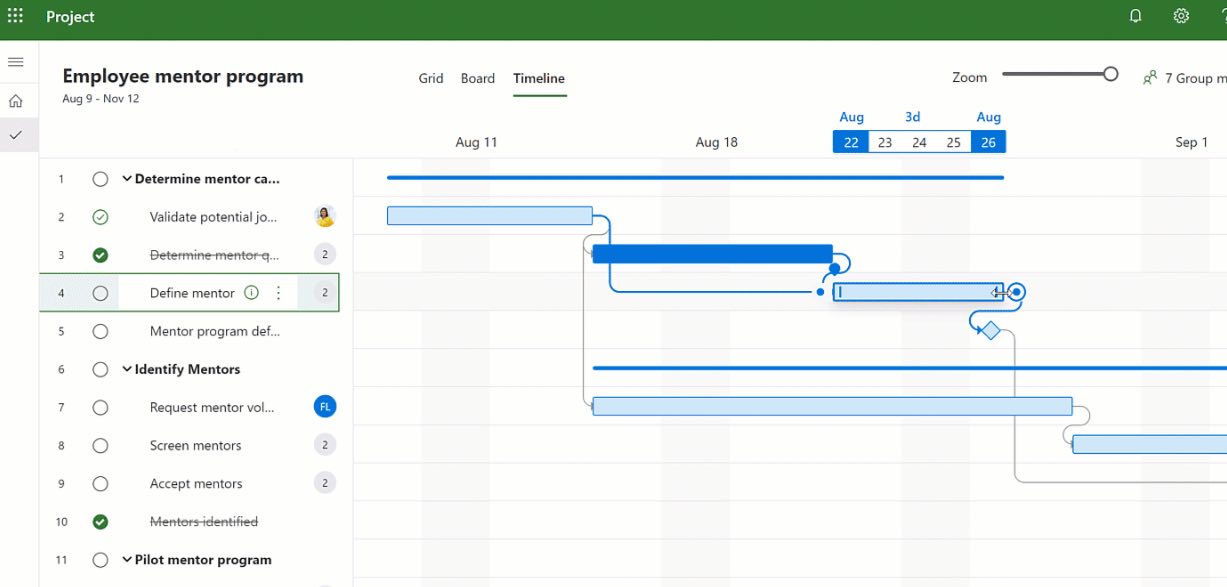 Project
Employee mentor program
Aug 9 - Nov 12
Grid Board Timeline
Zoom
7 Group m
Aug 3d Aug
Aug 11 Aug 18 22 23 24 25 26 Sep 1
1 Determine mentor ca...
2 Validate potential jo...
3 Determine mentor q... 2
4 Define mentor 2
5 Mentor program def...
6 Identify Mentors
7 Request mentor vol... FL
8 Screen mentors 2
9 Accept mentors 2
10 Mentors identified
11 Pilot mentor program